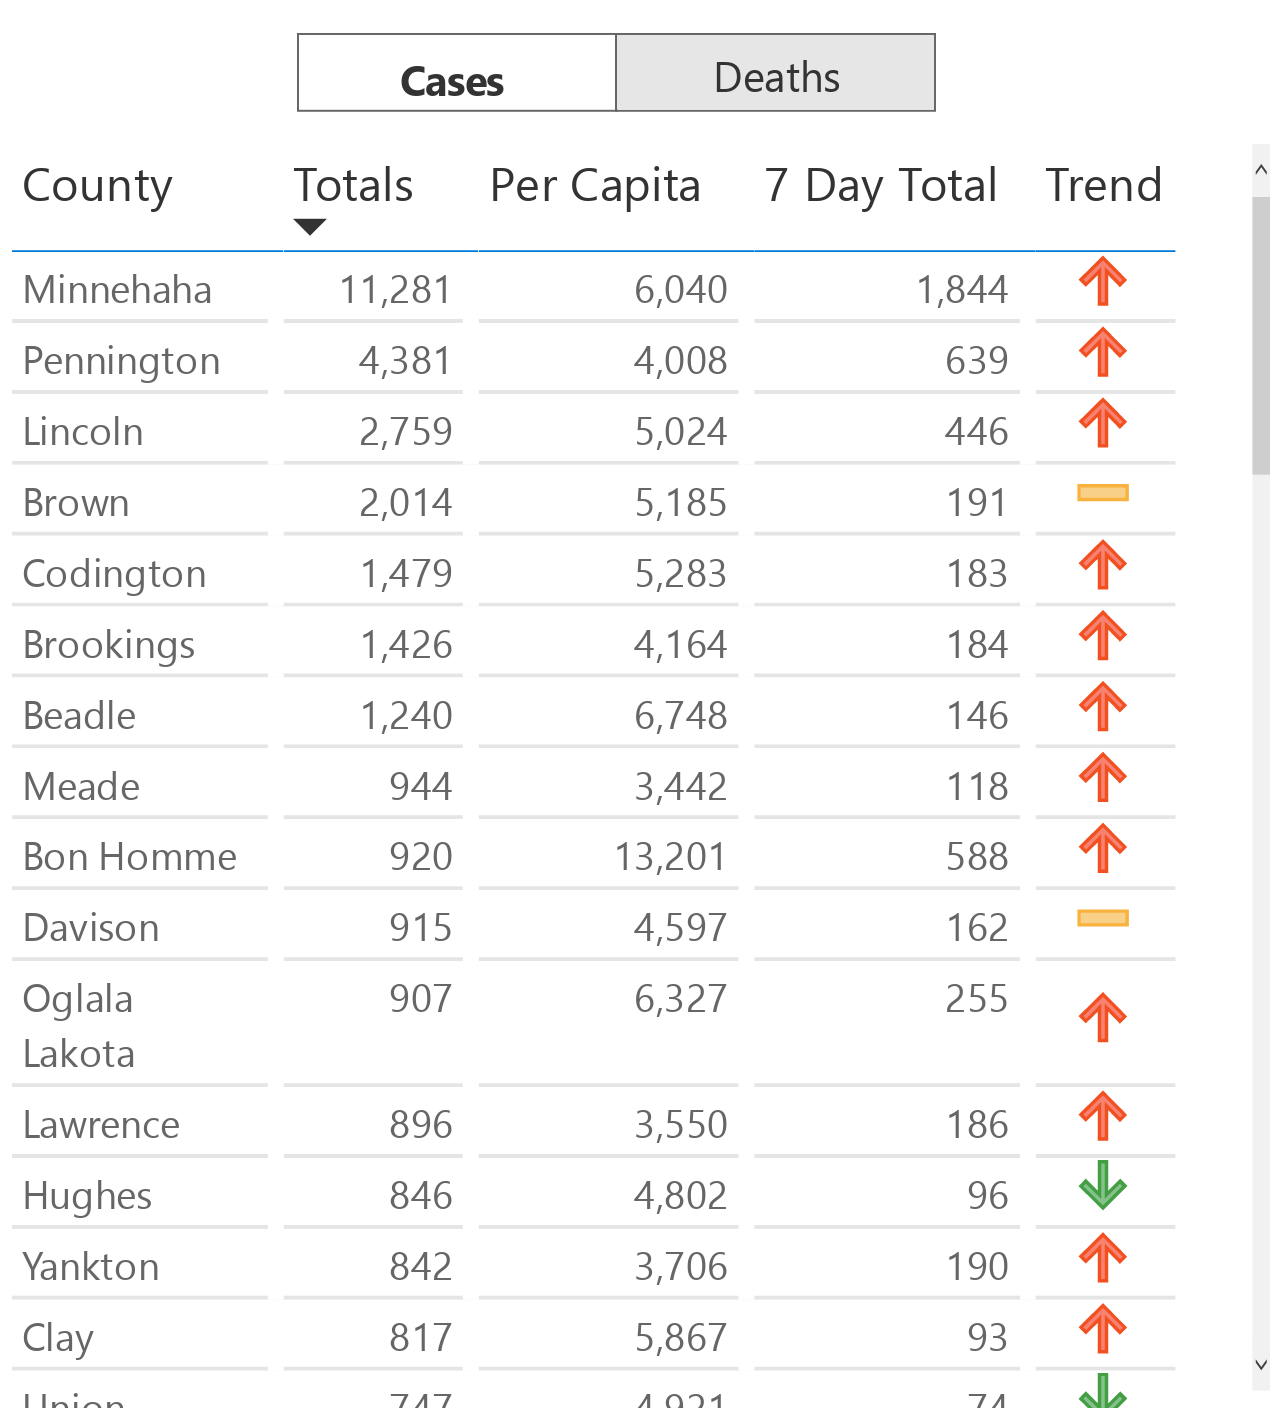 Cases Deaths
County Totals Per Capita 7 Day Total Trend
Minnehaha 11,281 6,040 1,844
Pennington 4,381 4,008 639
Lincoln 2,759 5,024 446
Brown 2,014 5,185 191
Codington 1,479 5,283 183
Brookings 1,426 4,164 184
Beadle 1,240 6,748 146
Meade 944 3,442 118
Bon Homme 920 13,201 588
Davison 915 4,597 162
Oglala 907 6,327 255
Lakota
Lawrence 896 3,550 186
Hughes 846 4,802 96
Yankton 842 3,706 190
Clay 817 5,867 93
Union 747 4,921 74